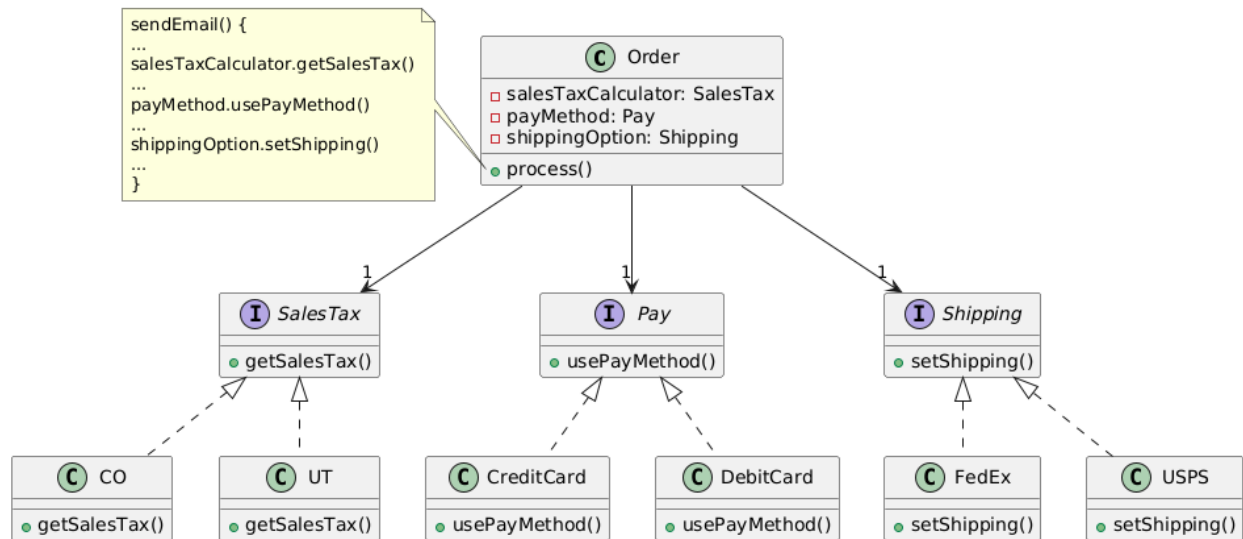 sendEmail() {
...
salesTaxCalculator.getSalesTax()
...
payMethod.usePayMethod()
...
shippingOption.setShipping()
...
}
C Order
salesTaxCalculator: SalesTax
payMethod: Pay
shippingOption: Shipping
process()
1 1 1
I SalesTax
getSalesTax()
I Pay
usePayMethod()
I Shipping
setShipping()
C CO
getSalesTax()
C UT
getSalesTax()
C CreditCard
usePayMethod()
C DebitCard
usePayMethod()
C FedEx
setShipping()
C USPS
setShipping()